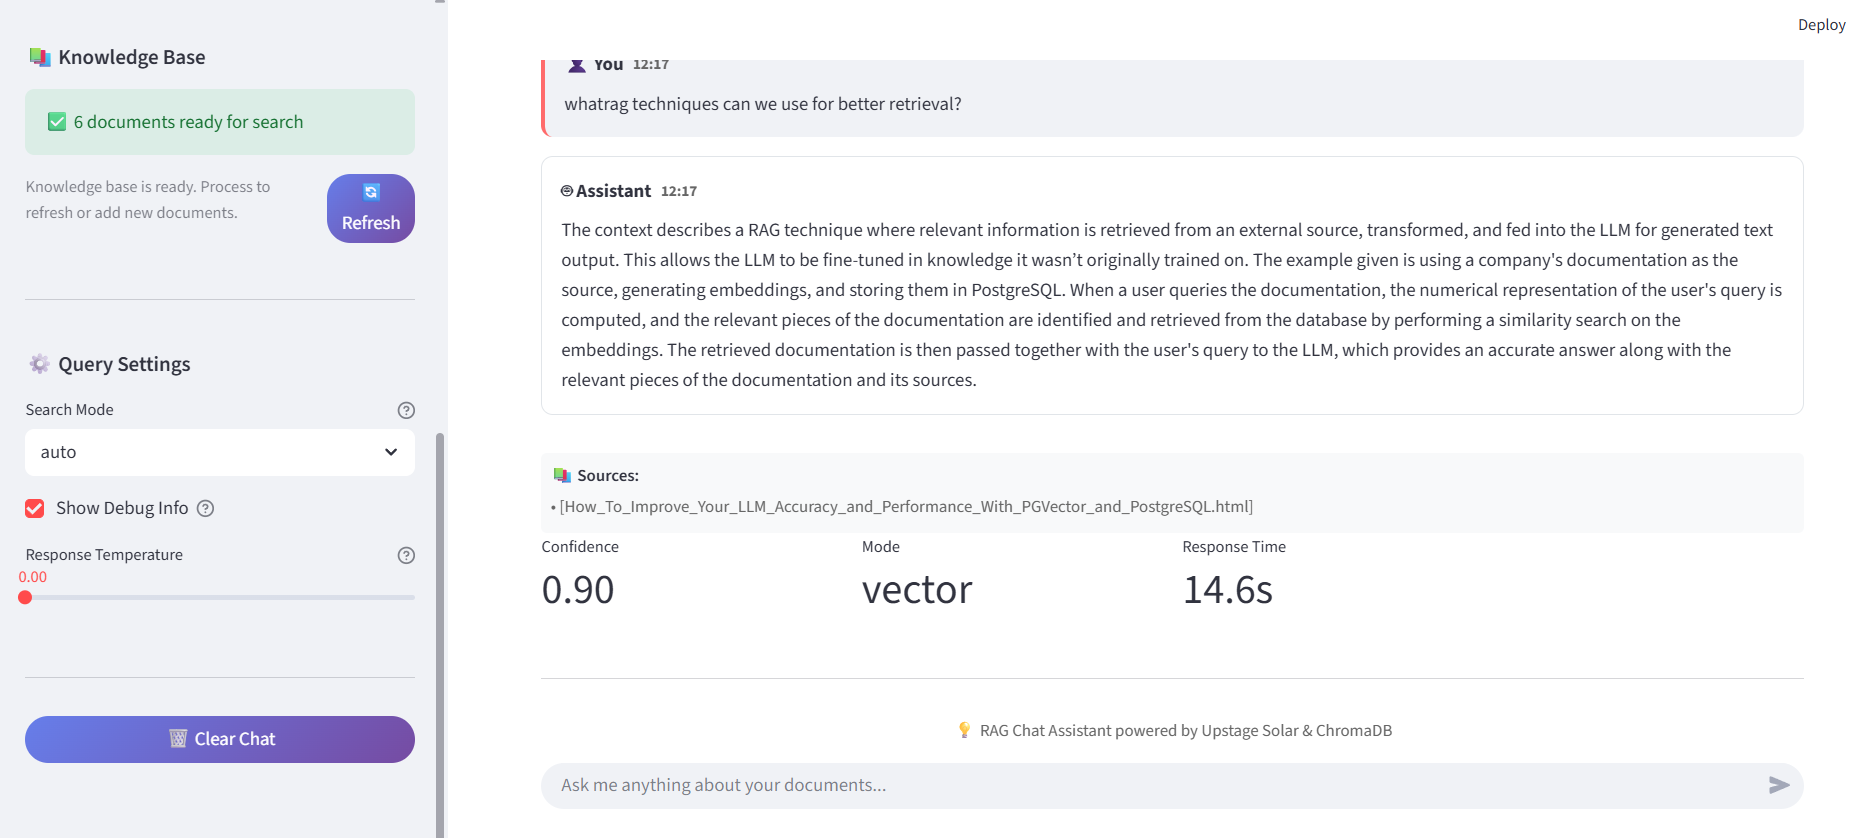 Knowledge Base
6 documents ready for search
Knowledge base is ready. Process to
refresh or add new documents.
Refresh
Query Settings
Search Mode
auto
Show Debug Info
Response Temperature
0.00
Clear Chat
Deploy
You 12:17
whatrag techniques can we use for better retrieval?
Assistant 12:17
The context describes a RAG technique where relevant information is retrieved from an external source, transformed, and fed into the LLM for generated text
output. This allows the LLM to be fine-tuned in knowledge it wasn’t originally trained on. The example given is using a company's documentation as the
source, generating embeddings, and storing them in PostgreSQL. When a user queries the documentation, the numerical representation of the user's query is
computed, and the relevant pieces of the documentation are identified and retrieved from the database by performing a similarity search on the
embeddings. The retrieved documentation is then passed together with the user's query to the LLM, which provides an accurate answer along with the
relevant pieces of the documentation and its sources.
Sources:
• [How_To_Improve_Your_LLM_Accuracy_and_Performance_With_PGVector_and_PostgreSQL.html]
Confidence
0.90
Mode
vector
Response Time
14.6s
RAG Chat Assistant powered by Upstage Solar & ChromaDB
Ask me anything about your documents...